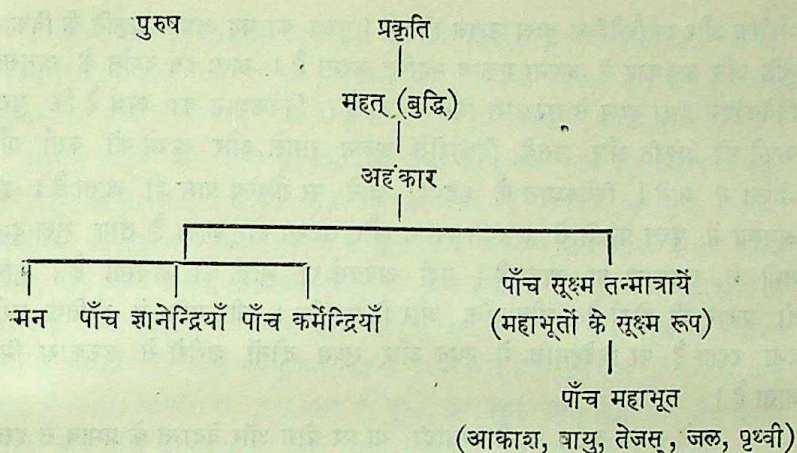 पुरुष प्रकृति
महत् (बुद्धि)
अहंकार
पाँच सूक्ष्म तन्मात्रायें
मन पाँच ज्ञानेन्द्रियाँ पाँच कर्मेन्द्रियाँ (महाभूतों के सूक्ष्म रूप)
पाँच महाभूत
(आकाश, वायु, तेजस्, जल, पृथ्वी)